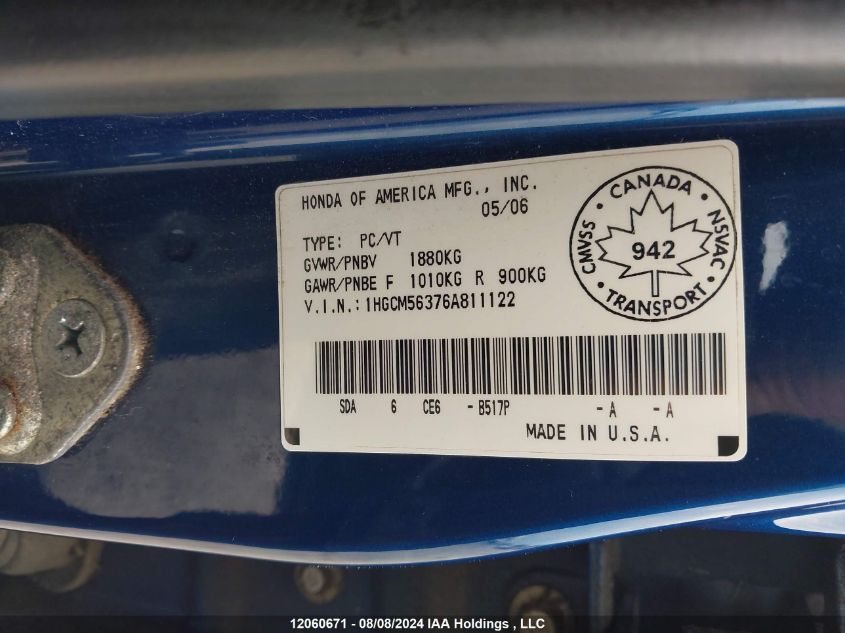 HONDA OF AMERICA MFG., INC.
05/06
TYPE: PC/VT
GVWR/PNBV 1880KG
GAWR/PNBE F 1010KG R 900KG
V.I.N.: 1HGCM56376A811122
CMVSS · CANADA · NSVAC
942
· TRANSPORT ·
SDA 6 CE6 - B517P - A - A
MADE IN U.S.A.
12060671 - 08/08/2024 IAA Holdings , LLC